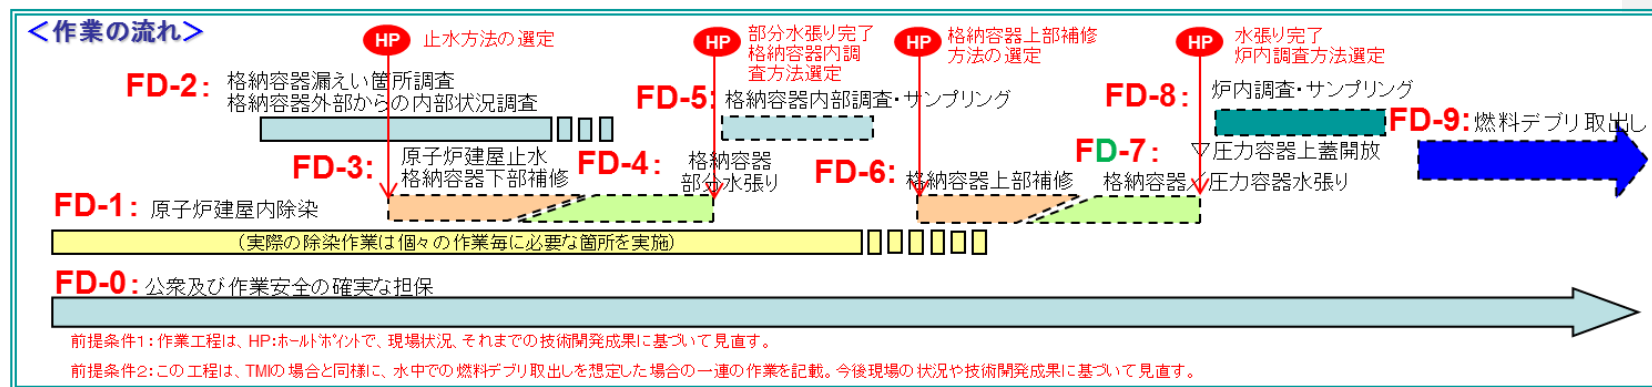 <作業の流れ>
HP
止水方法の選定
HP
部分水張り完了
格納容器内調
査方法選定
HP
格納容器上部補修
方法の選定
HP
水張り完了
炉内調査方法選定
FD-2:
格納容器漏えい箇所調査
格納容器外部からの内部状況調査
FD-5:
格納容器内部調査・サンプリング
FD-8:
炉内調査・サンプリング
FD-9:燃料デブリ取出し
FD-3:
原子炉建屋止水
格納容器下部補修
FD-4:
格納容器
部分水張り
FD-6:
格納容器上部補修
FD-7:
▽圧力容器上蓋開放
格納容器/圧力容器水張り
FD-1:原子炉建屋内除染
(実際の除染作業は個々の作業毎に必要な箇所を実施)
FD-0:公衆及び作業安全の確実な担保
前提条件1:作業工程は、HP:ホールドポイントで、現場状況、それまでの技術開発成果に基づいて見直す。
前提条件2:この工程は、TMIの場合と同様に、水中での燃料デブリ取出しを想定した場合の一連の作業を記載。今後現場の状況や技術開発成果に基づいて見直す。